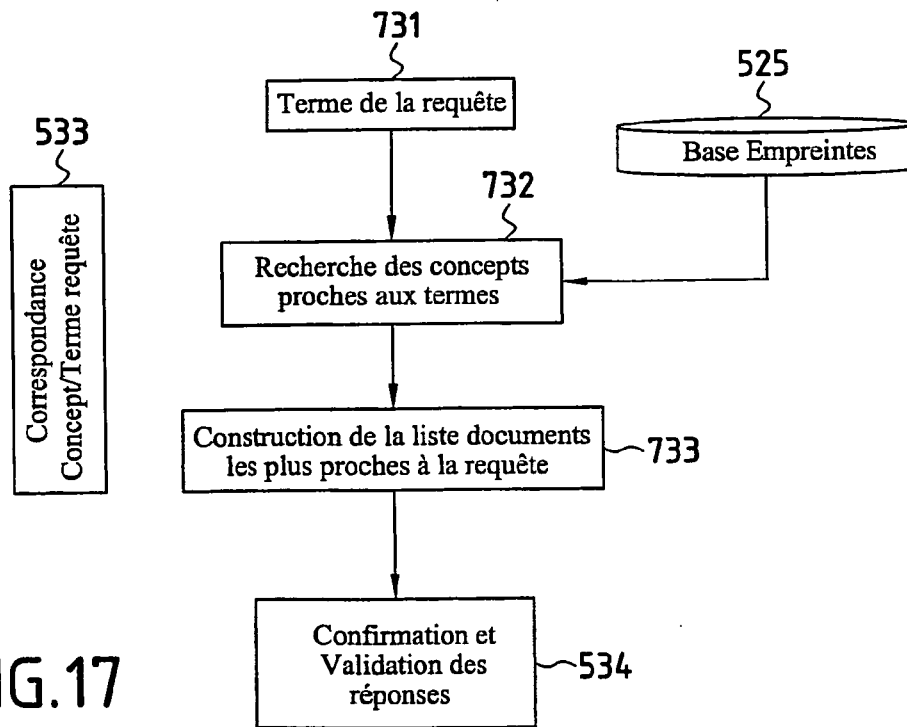 731
Terme de la requête
525
Base Empreintes
533
Correspondance
Concept/Terme requête
732
Recherche des concepts
proches aux termes
Construction de la liste documents
les plus proches à la requête
733
Confirmation et
Validation des
réponses
534
IG.17